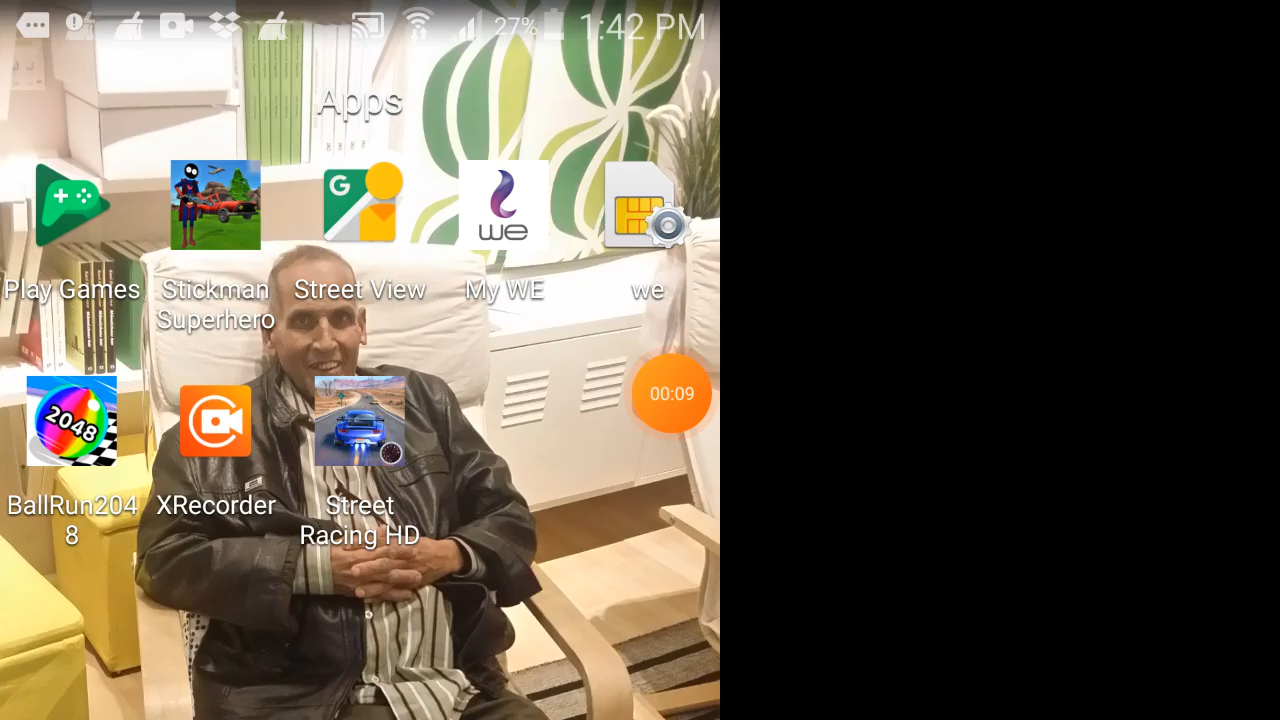 27% 1:42 PM
Apps
G
we
Play Games
Stickman
Superhero
Street View
My WE
we
00:09
2048
BallRun204
8
XRecorder
Street
Racing HD